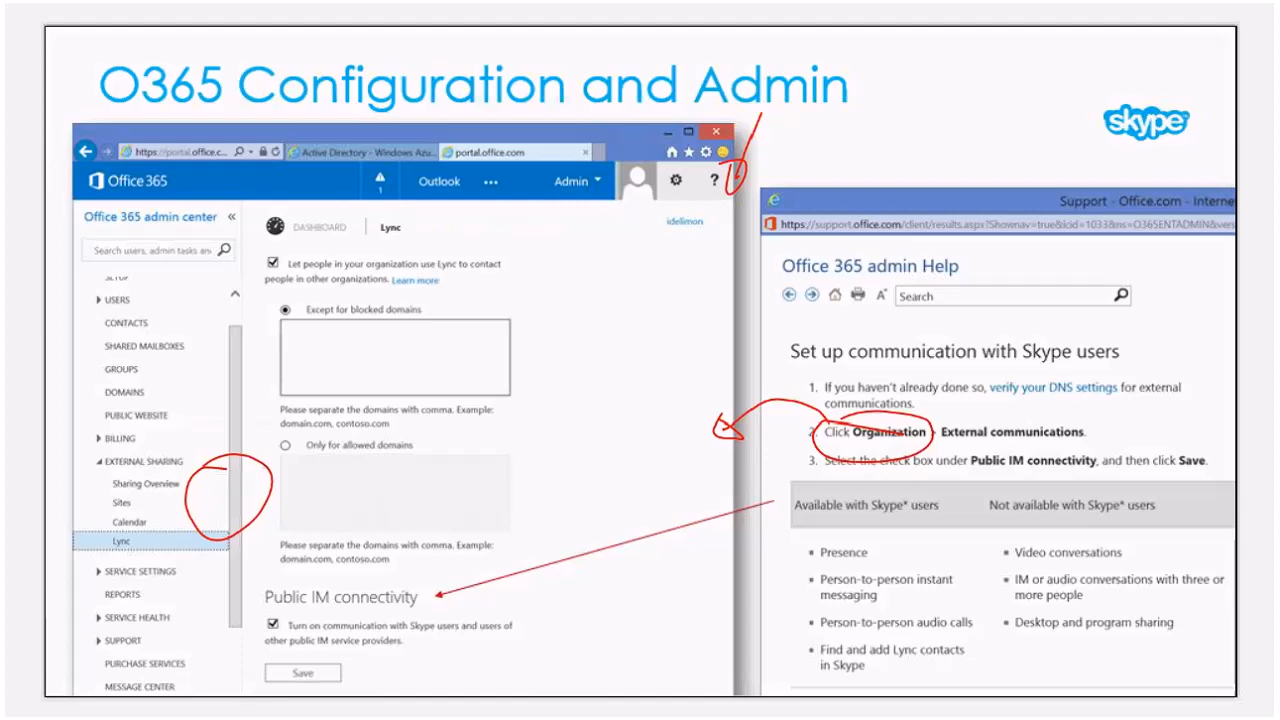 O365 Configuration and Admin
skype
https://portal.office.c...
Active Directory - Windows Azu...
portal.office.com
Office 365
1
Outlook
Admin
?
Office 365 admin center
«
DASHBOARD
Lync
idelimon
Search users, admin tasks and
SETUP
USERS
CONTACTS
SHARED MAILBOXES
GROUPS
DOMAINS
PUBLIC WEBSITE
BILLING
EXTERNAL SHARING
Sharing Overview
Sites
Calendar
Lync
SERVICE SETTINGS
REPORTS
SERVICE HEALTH
SUPPORT
PURCHASE SERVICES
MESSAGE CENTER
Let people in your organization use Lync to contact
people in other organizations. Learn more
Except for blocked domains
Please separate the domains with comma. Example:
domain.com, contoso.com
Only for allowed domains
Please separate the domains with comma. Example:
domain.com, contoso.com
Public IM connectivity
Turn on communication with Skype users and users of
other public IM service providers.
Save
Support - Office.com - Interne
https://support.office.com/client/results.aspx?Shownav=true&lcid=1033&ns=O365ENTADMIN&vers
Office 365 admin Help
Search
Set up communication with Skype users
1. If you haven't already done so, verify your DNS settings for external
communications.
2. Click Organization External communications.
3. Select the check box under Public IM connectivity, and then click Save.
Available with Skype* users
Not available with Skype* users
▪ Presence
▪ Person-to-person instant
messaging
▪ Person-to-person audio calls
▪ Find and add Lync contacts
in Skype
▪ Video conversations
▪ IM or audio conversations with three or
more people
▪ Desktop and program sharing